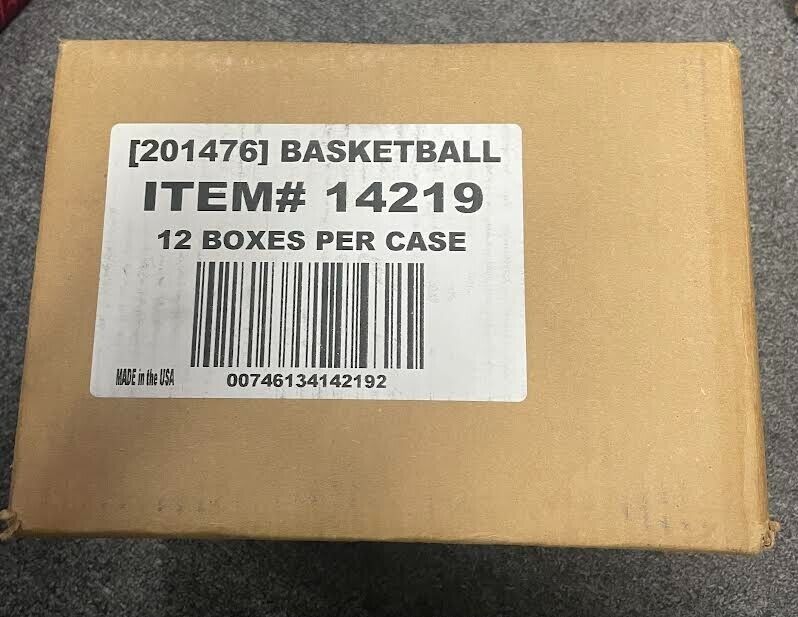 [201476] BASKETBALL
ITEM# 14219
12 BOXES PER CASE
MADE in the USA
00746134142192